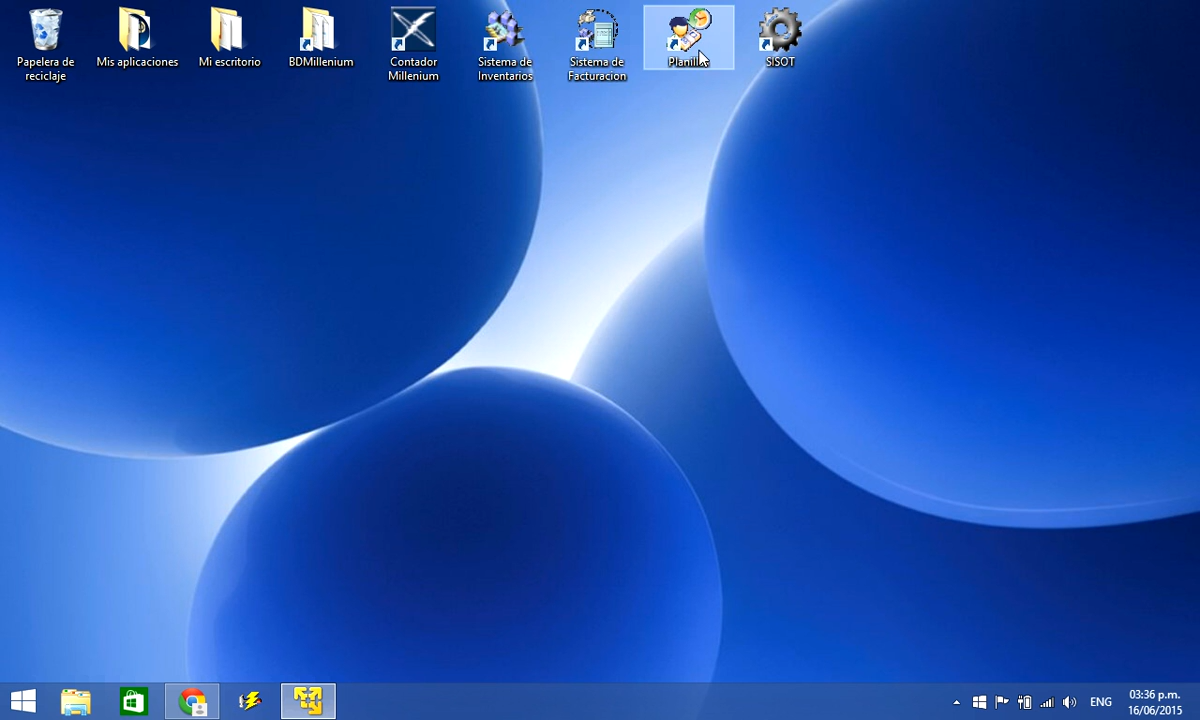 Papelera de
reciclaje
Mis aplicaciones
Mi escritorio
BDMillenium
Contador
Millenium
Sistema de
Inventarios
Sistema de
Facturacion
SISOT
ENG
03:36 p.m.
16/06/2015